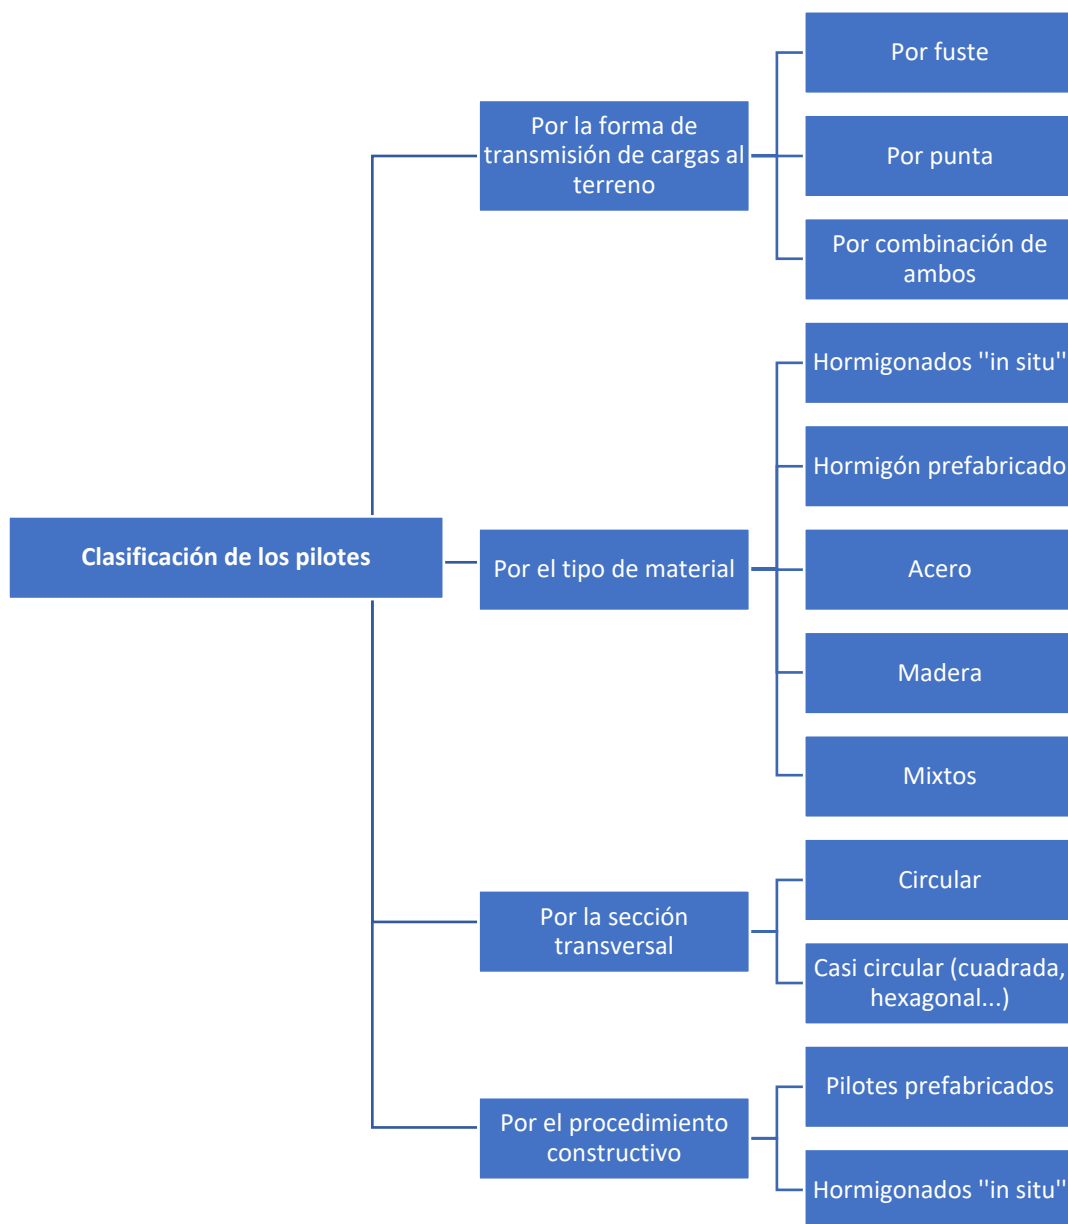 Clasificación de los pilotes
Por la forma de
transmisión de cargas al
terreno
Por fuste
Por punta
Por combinación de
ambos
Por el tipo de material
Hormigonados "in situ"
Hormigón prefabricado
Acero
Madera
Mixtos
Por la sección
transversal
Circular
Casi circular (cuadrada,
hexagonal...)
Por el procedimiento
constructivo
Pilotes prefabricados
Hormigonados "in situ"